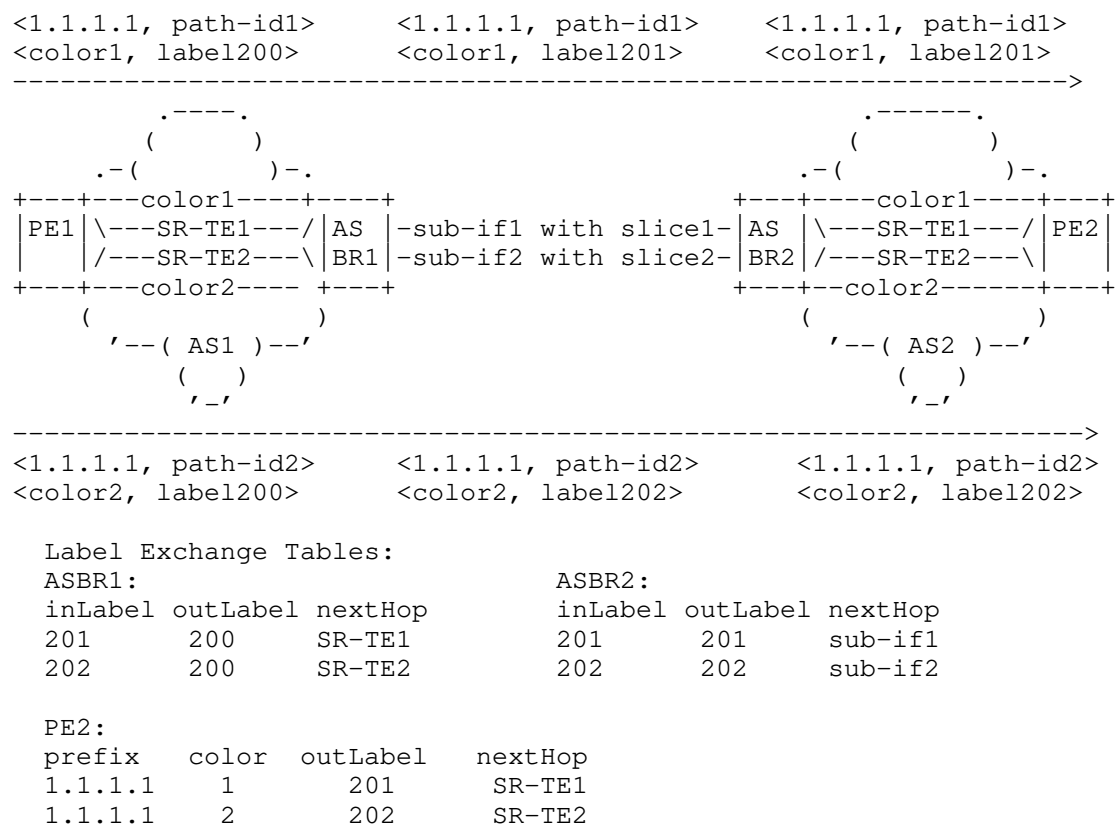 <1.1.1.1, path-id1>     <1.1.1.1, path-id1>    <1.1.1.1, path-id1>
<color1, label200>      <color1, label201>     <color1, label201>
------------------------------------------------------------------>
         .----.                                      .------.
        (      )                                    (        )
     .-(        )-.                              .-(          )-.
+---+---color1----+----+                     +---+----color1----+---+
|PE1|\---SR-TE1---/|AS |-sub-if1 with slice1-|AS |\---SR-TE1---/|PE2|
|   |/---SR-TE2---\|BR1|-sub-if2 with slice2-|BR2|/---SR-TE2---\|   |
+---+---color2---- +---+                     +---+--color2------+---+
    (              )                             (              )
      '--( AS1 )--'                                '--( AS2 )--'
          (   )                                        (   )
           '-'                                          '-'
------------------------------------------------------------------->
<1.1.1.1, path-id2>     <1.1.1.1, path-id2>      <1.1.1.1, path-id2>
<color2, label200>      <color2, label202>       <color2, label202>
Label Exchange Tables:
ASBR1:                          ASBR2:
inLabel outLabel nextHop        inLabel outLabel nextHop
201      200     SR-TE1         201      201     sub-if1
202      200     SR-TE2         202      202     sub-if2
PE2:
prefix   color  outLabel   nextHop
1.1.1.1   1       201       SR-TE1
1.1.1.1   2       202       SR-TE2